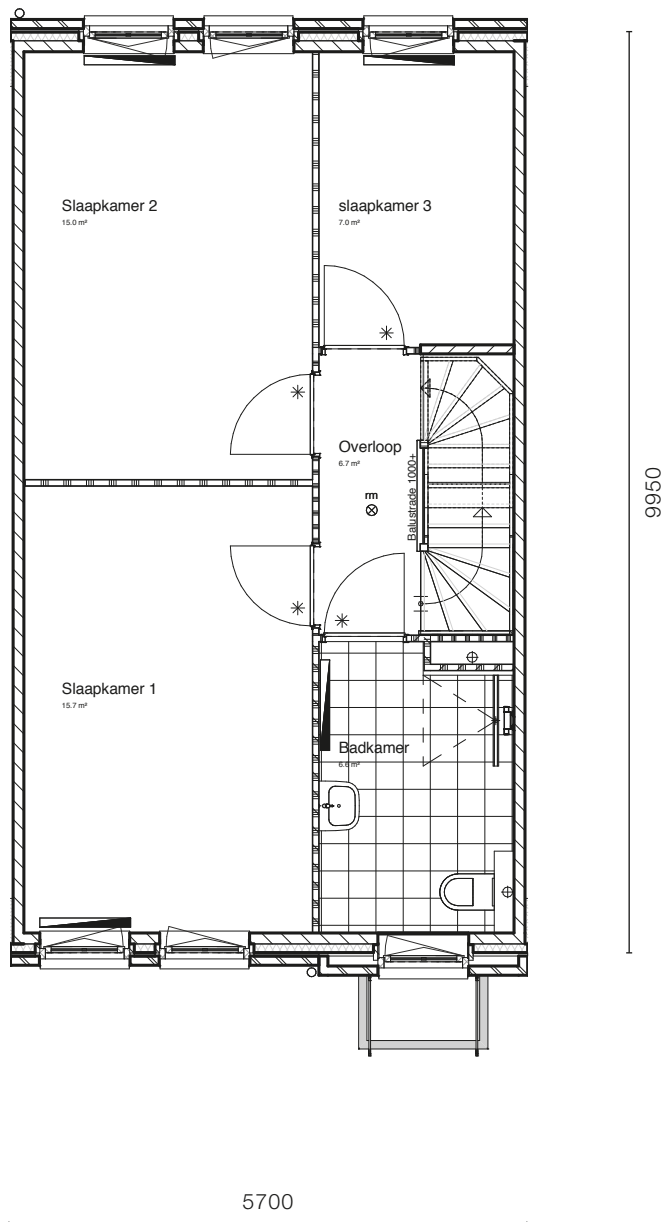 Slaapkamer 2
15.0 m²
slaapkamer 3
7.0 m²
Overloop
6.7 m²
rm
Balustrade 1000+
9950
Slaapkamer 1
15.7 m²
Badkamer
6.6 m²
5700